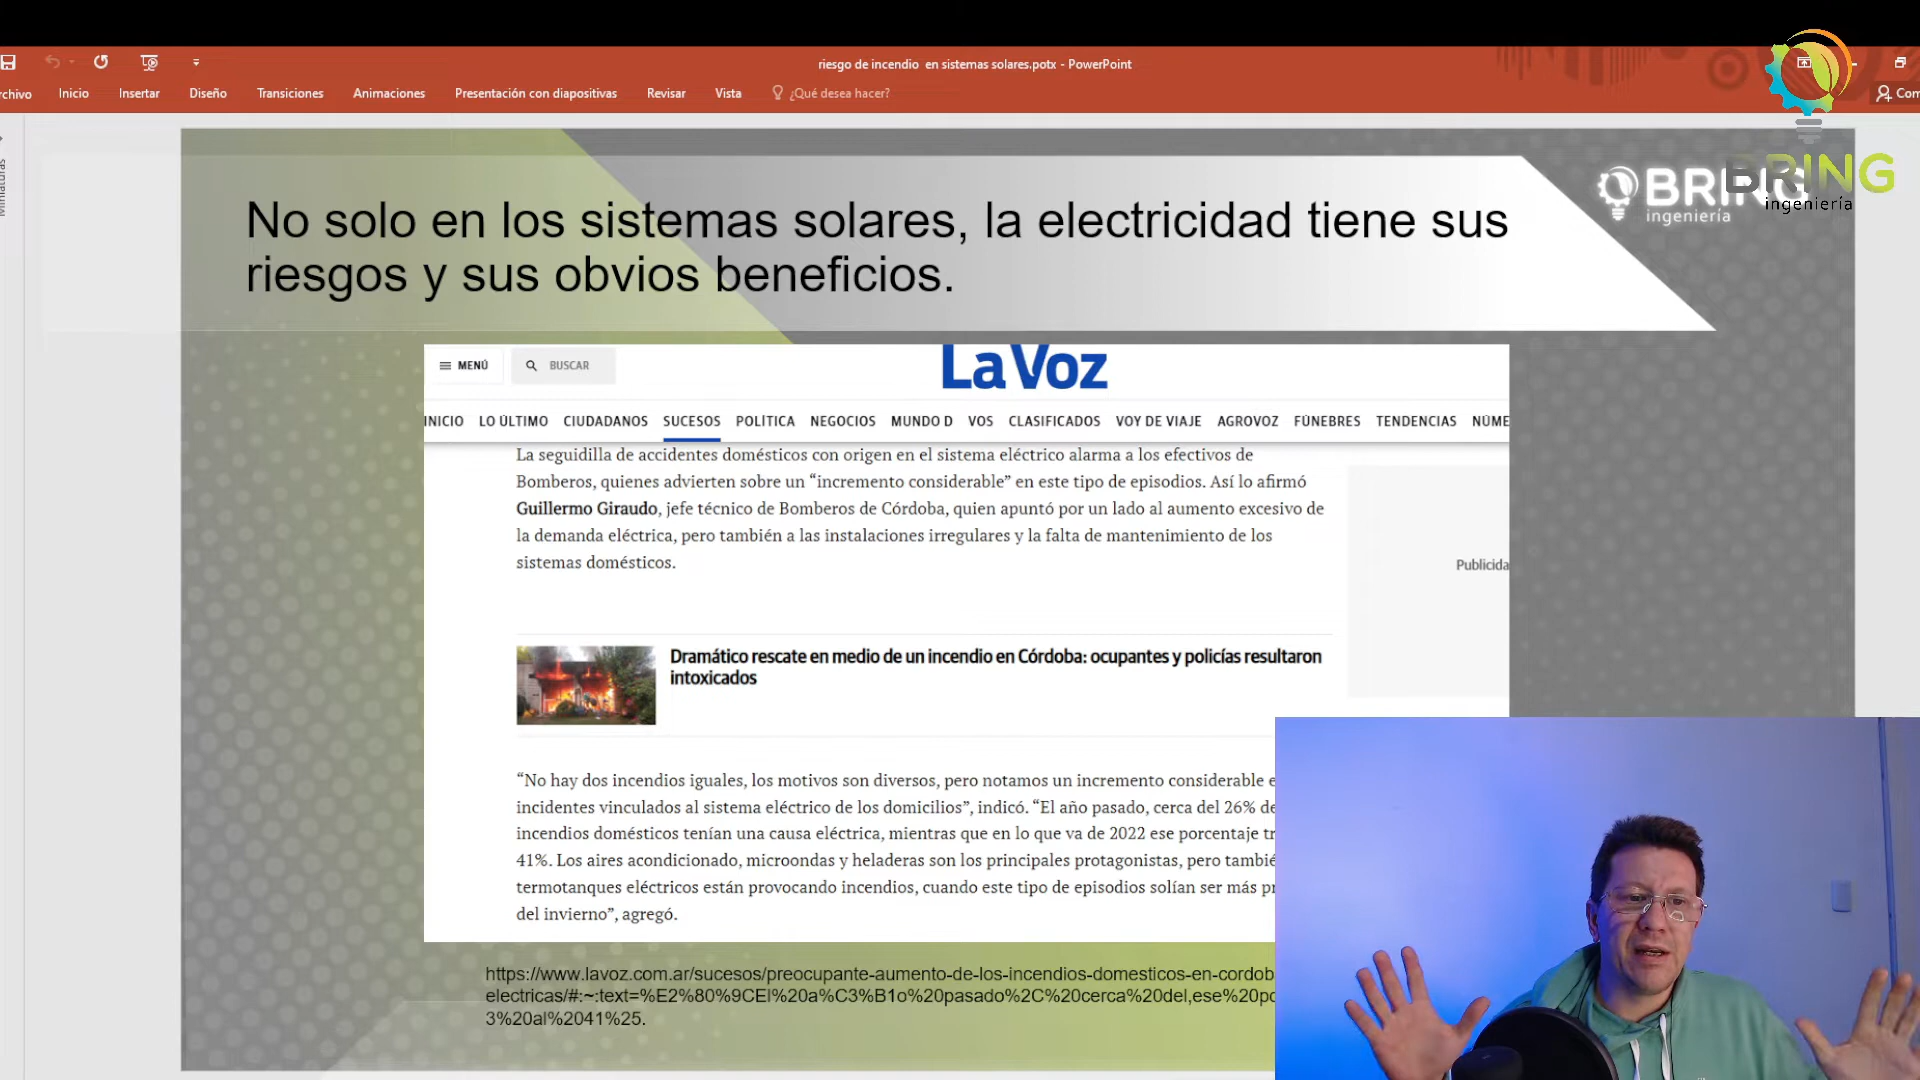 riesgo de incendio en sistemas solares.potx - PowerPoint
rchivo Inicio Insertar Diseño Transiciones Animaciones Presentación con diapositivas Revisar Vista ¿Qué desea hacer? Com
Miniaturas
BRING
ingeniería
BRING
ingeniería
No solo en los sistemas solares, la electricidad tiene sus
riesgos y sus obvios beneficios.
MENÚ BUSCAR La Voz
INICIO LO ÚLTIMO CIUDADANOS SUCESOS POLÍTICA NEGOCIOS MUNDO D VOS CLASIFICADOS VOY DE VIAJE AGROVOZ FÚNEBRES TENDENCIAS NÚME
La seguidilla de accidentes domésticos con origen en el sistema eléctrico alarma a los efectivos de
Bomberos, quienes advierten sobre un “incremento considerable” en este tipo de episodios. Así lo afirmó
Guillermo Giraudo, jefe técnico de Bomberos de Córdoba, quien apuntó por un lado al aumento excesivo de
la demanda eléctrica, pero también a las instalaciones irregulares y la falta de mantenimiento de los
sistemas domésticos.
Publicida
Dramático rescate en medio de un incendio en Córdoba: ocupantes y policías resultaron
intoxicados
“No hay dos incendios iguales, los motivos son diversos, pero notamos un incremento considerable e
incidentes vinculados al sistema eléctrico de los domicilios”, indicó. “El año pasado, cerca del 26% de
incendios domésticos tenían una causa eléctrica, mientras que en lo que va de 2022 ese porcentaje tr
41%. Los aires acondicionado, microondas y heladeras son los principales protagonistas, pero tambié
termotanques eléctricos están provocando incendios, cuando este tipo de episodios solían ser más p
del invierno”, agregó.
https://www.lavoz.com.ar/sucesos/preocupante-aumento-de-los-incendios-domesticos-en-cordoba
electricas/#:~:text=%E2%80%9CEl%20a%C3%B1o%20pasado%2C%20cerca%20del,ese%20po
3%20al%2041%25.